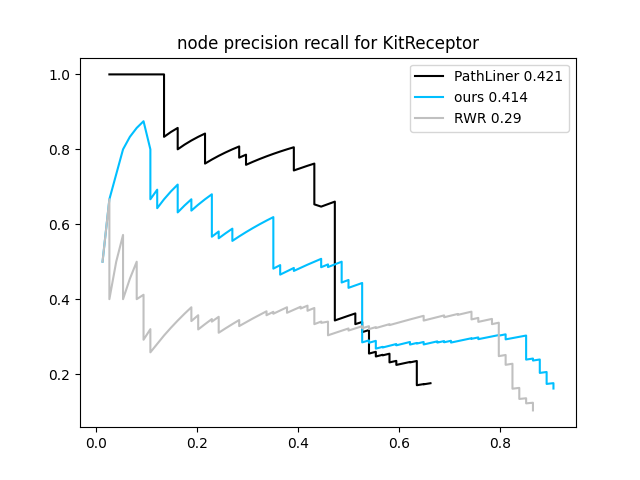 node precision recall for KitReceptor
PathLiner 0.421
ours 0.414
RWR 0.29
1.0
0.8
0.6
0.4
0.2
0.0 0.2 0.4 0.6 0.8